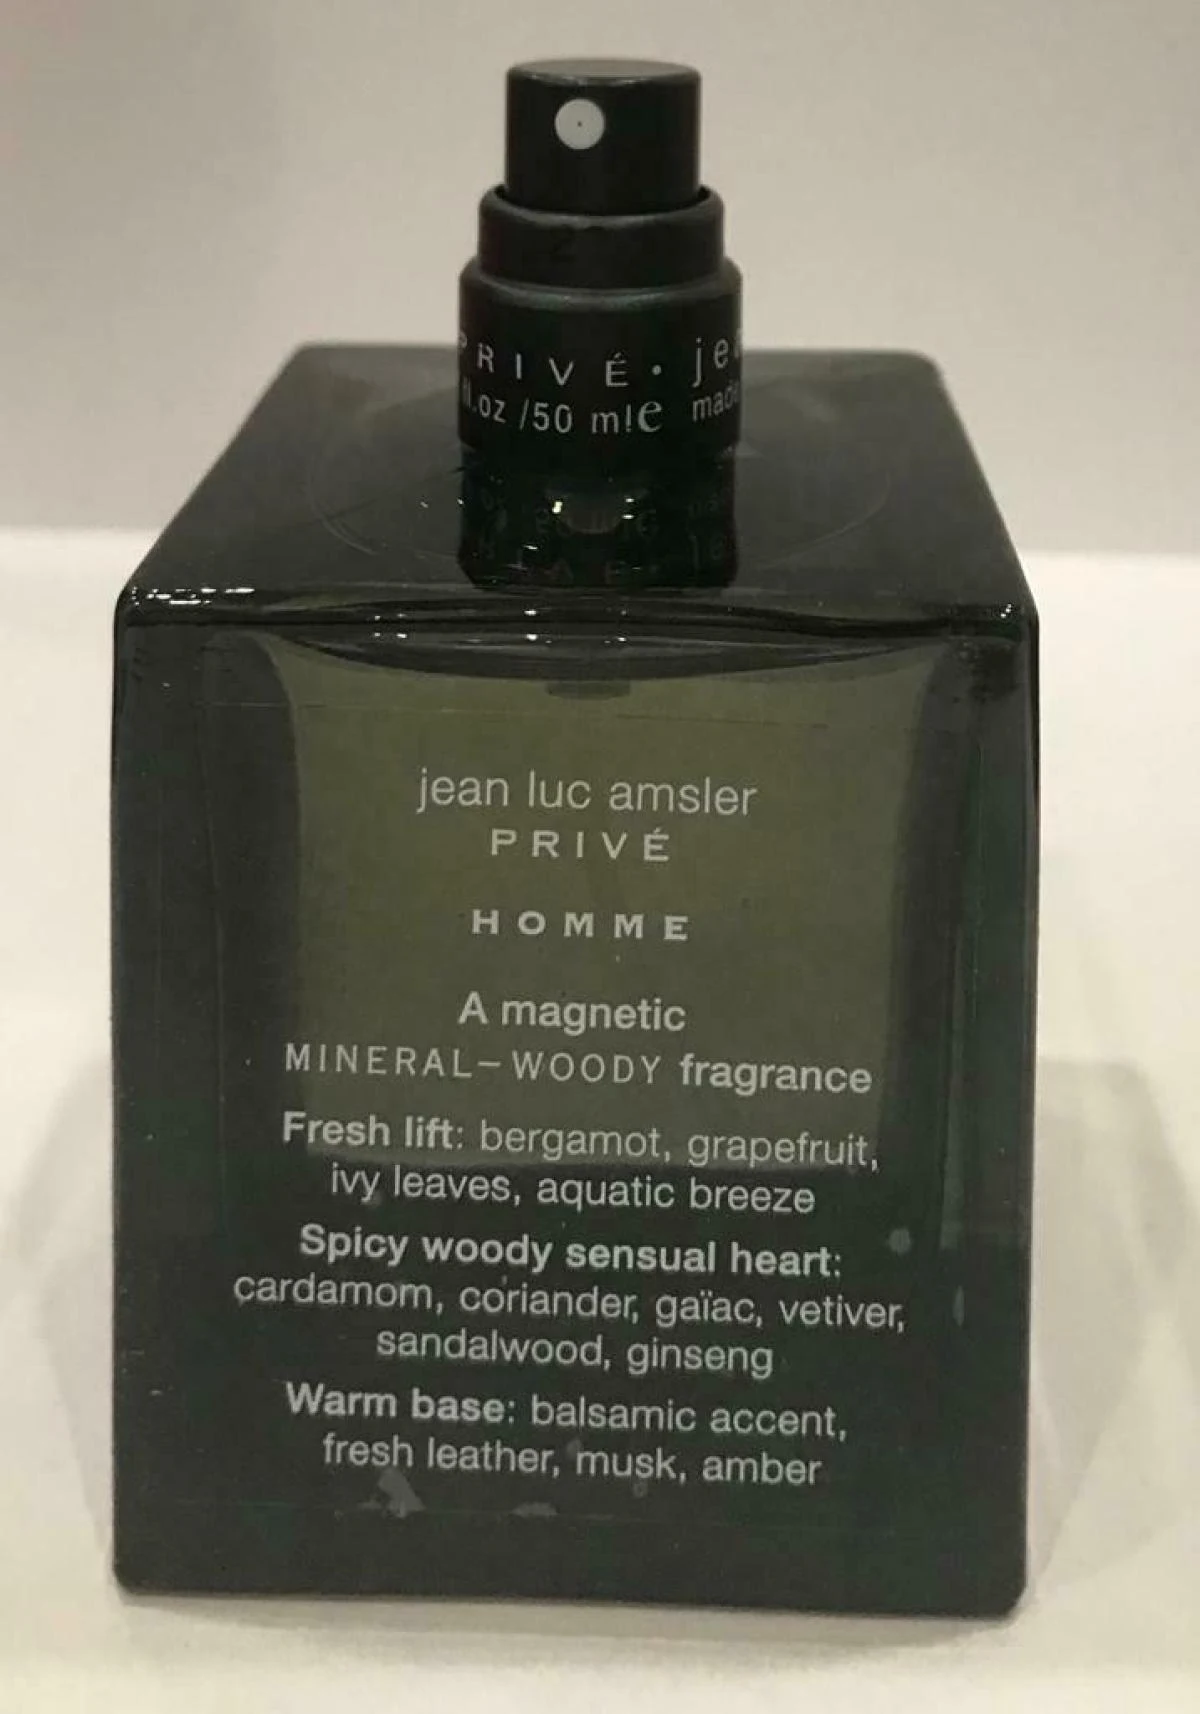 PRIVÉ·
/50 ml e
jean luc amsler
PRIVÉ
HOMME
A magnetic
MINERAL–WOODY fragrance
Fresh lift: bergamot, grapefruit,
ivy leaves, aquatic breeze
Spicy woody sensual heart:
cardamom, coriander, gaïac, vetiver,
sandalwood, ginseng
Warm base: balsamic accent,
fresh leather, musk, amber